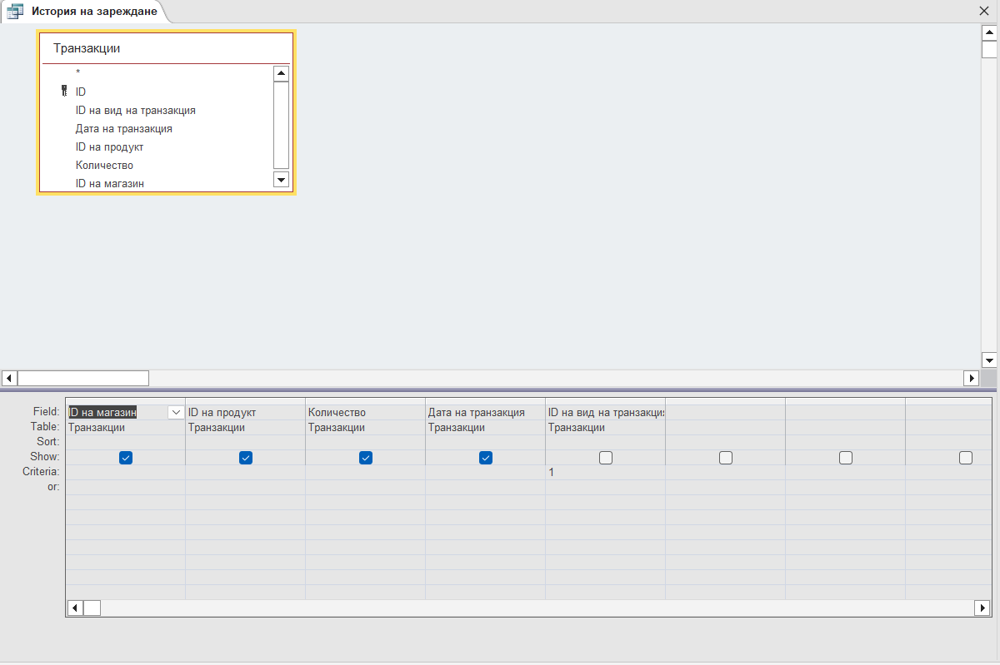 История на зареждане
Транзакции
*
ID
ID на вид на транзакция
Дата на транзакция
ID на продукт
Количество
ID на магазин
Field: ID на магазин ID на продукт Количество Дата на транзакция ID на вид на транзакция
Table: Транзакции Транзакции Транзакции Транзакции Транзакции
Sort:
Show:
Criteria: 1
or: